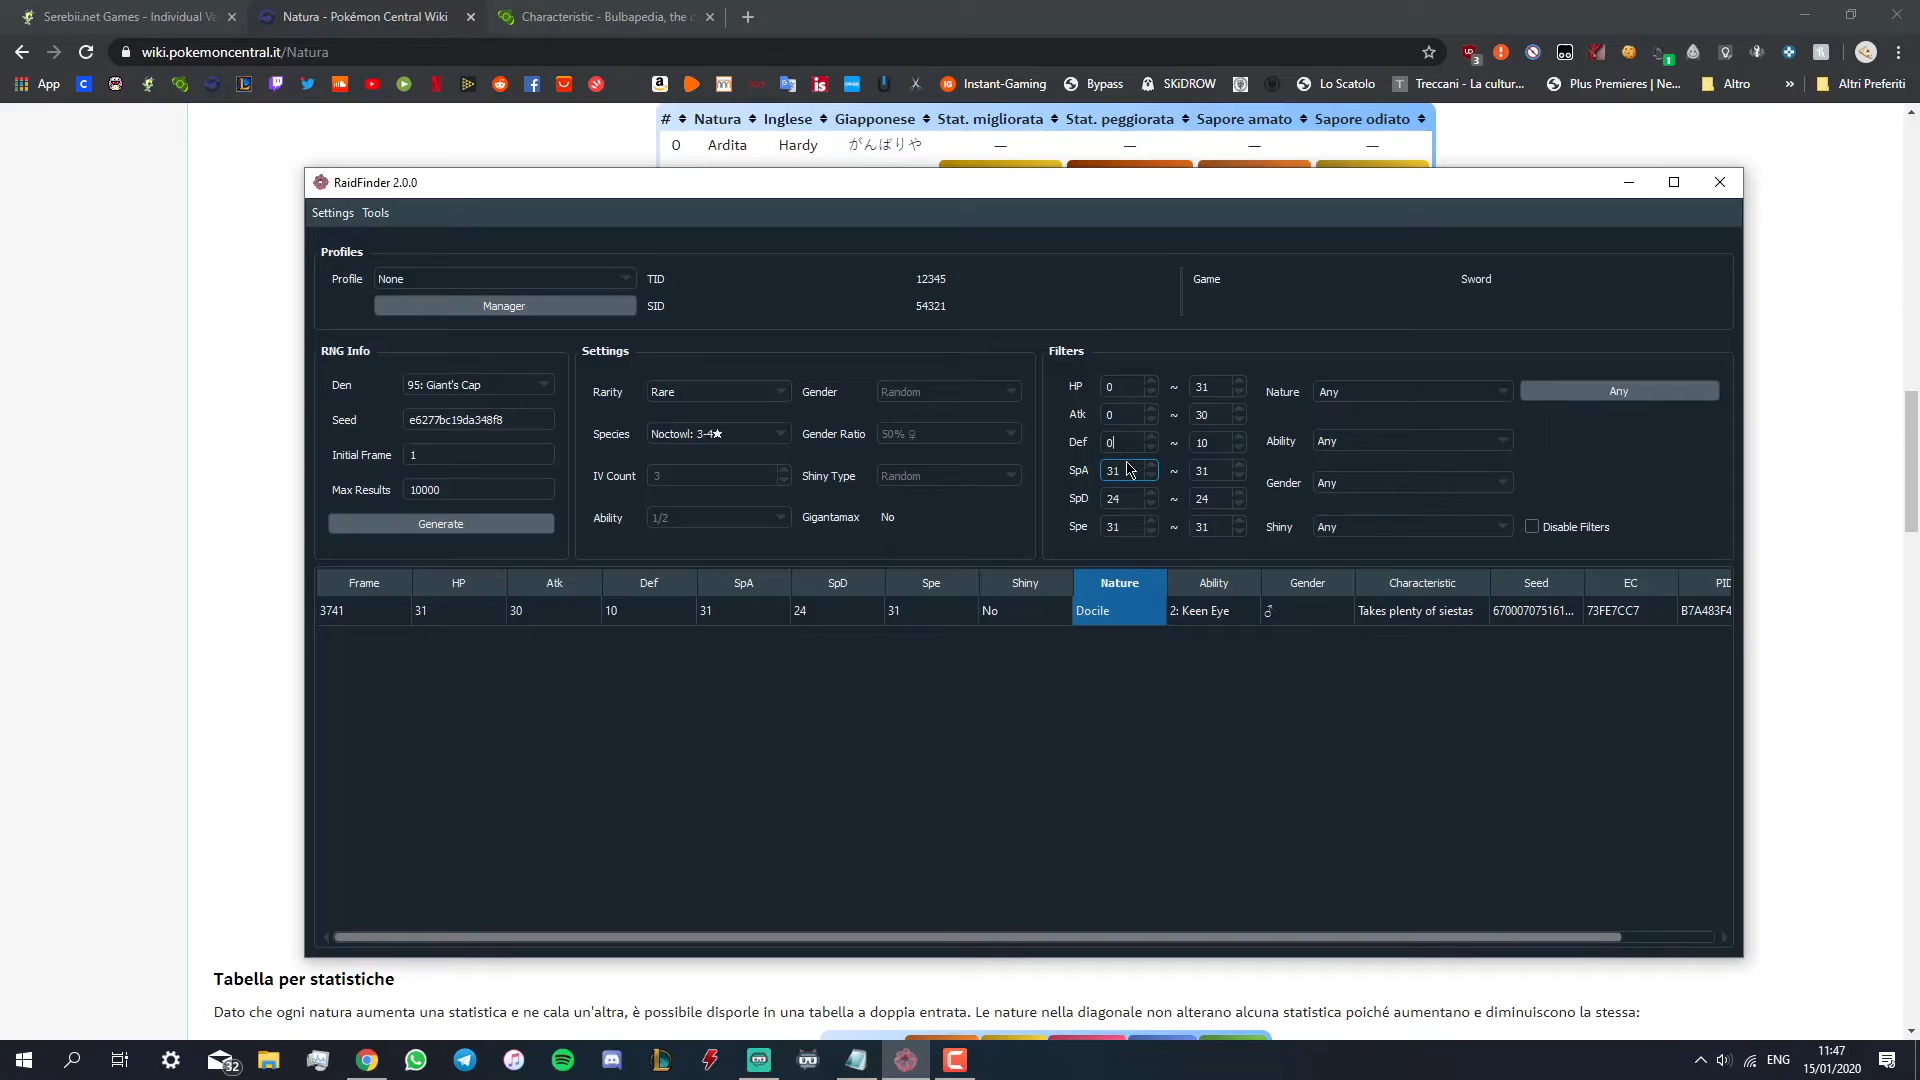 Serebii.net Games - Individual Va
Natura - Pokémon Central Wiki
Characteristic - Bulbapedia, the c
wiki.pokemoncentral.it/Natura
3
1
App
Instant-Gaming
Bypass
SKiDROW
Lo Scatolo
Treccani - La cultur...
Plus Premieres | Ne...
Altro
»
Altri Preferiti
# Natura Inglese Giapponese Stat. migliorata Stat. peggiorata Sapore amato Sapore odiato
0 Ardita Hardy がんばりや — — — —
RaidFinder 2.0.0
Settings Tools
Profiles
Profile None TID 12345 Game Sword
Manager SID 54321
RNG Info
Den 95: Giant's Cap
Seed e6277bc19da348f8
Initial Frame 1
Max Results 10000
Generate
Settings
Rarity Rare Gender Random
Species Noctowl: 3-4★ Gender Ratio 50% ♀
IV Count 3 Shiny Type Random
Ability 1/2 Gigantamax No
Filters
HP 0 ~ 31
Atk 0 ~ 30
Def 0 ~ 10
SpA 31 ~ 31
SpD 24 ~ 24
Spe 31 ~ 31
Nature Any Any
Ability Any
Gender Any
Shiny Any Disable Filters
Frame HP Atk Def SpA SpD Spe Shiny Nature Ability Gender Characteristic Seed EC PID
3741 31 30 10 31 24 31 No Docile 2: Keen Eye ♂ Takes plenty of siestas 670007075161... 73FE7CC7 B7A483F4
Tabella per statistiche
Dato che ogni natura aumenta una statistica e ne cala un'altra, è possibile disporle in una tabella a doppia entrata. Le nature nella diagonale non alterano alcuna statistica poiché aumentano e diminuiscono la stessa:
32
ENG
11:47
15/01/2020